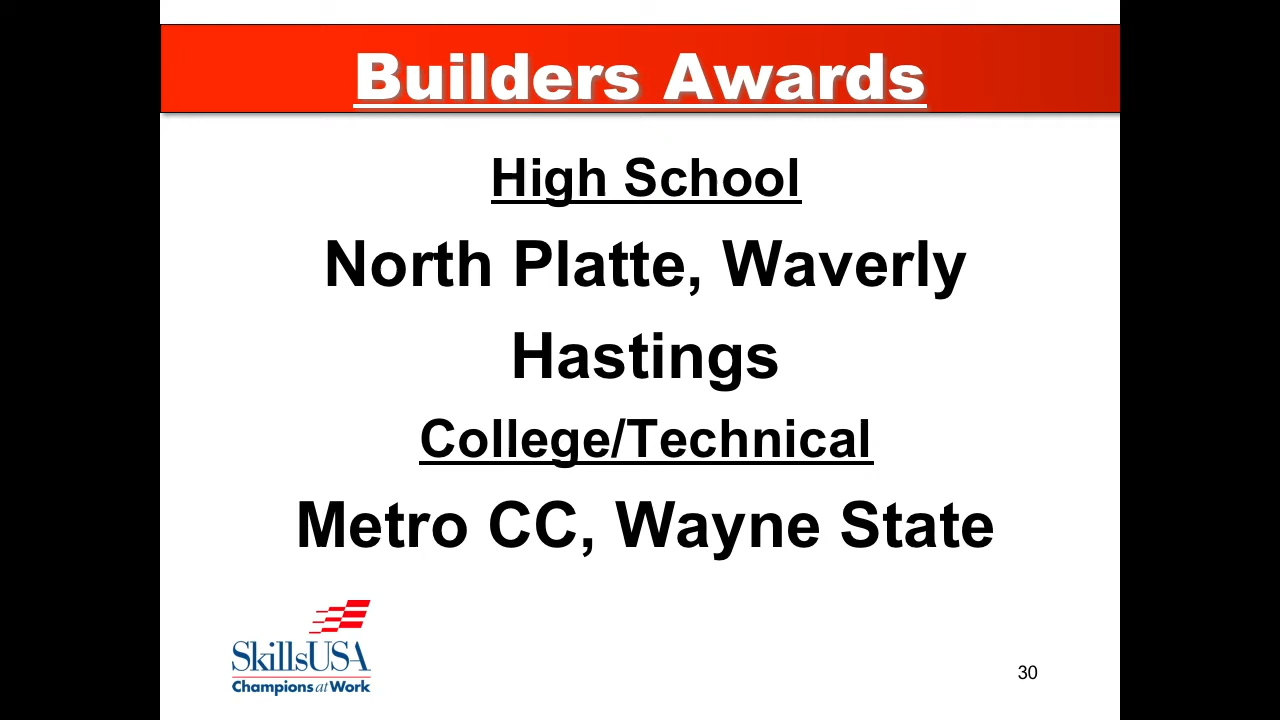 Builders Awards
High School
North Platte, Waverly
Hastings
College/Technical
Metro CC, Wayne State
SkillsUSA
Champions at Work
30